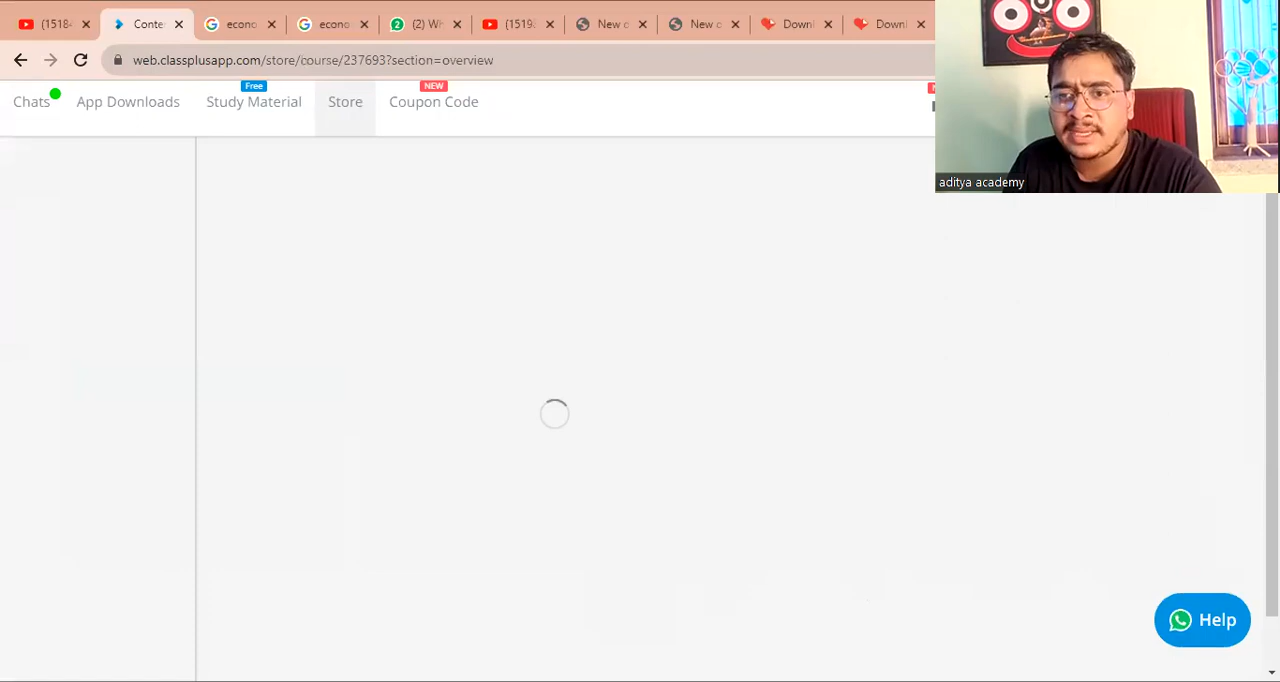 (1518
Conte
econo
econo
(2) Wh
(1519
New c
New c
Downl
Downl
web.classplusapp.com/store/course/237693?section=overview
Free
NEW
Chats
App Downloads
Study Material
Store
Coupon Code
aditya academy
Help